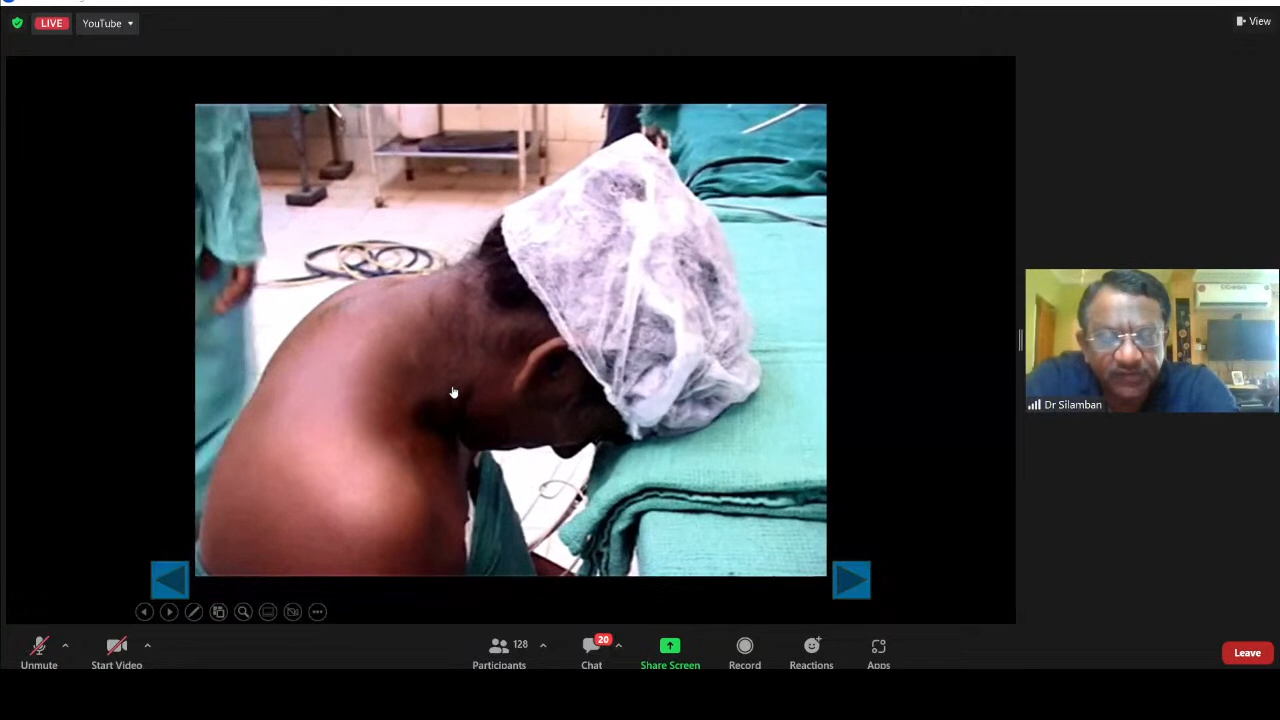 LIVE
YouTube
View
Dr Silamban
Unmute
Start Video
128
Participants
20
Chat
Share Screen
Record
Reactions
Apps
Leave